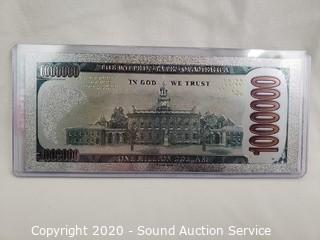 THE UNITED STATES OF AMERICA
1000000
IN GOD WE TRUST
1000000
1000000
ONE MILLION DOLLARS
Copyright 2020 - Sound Auction Service